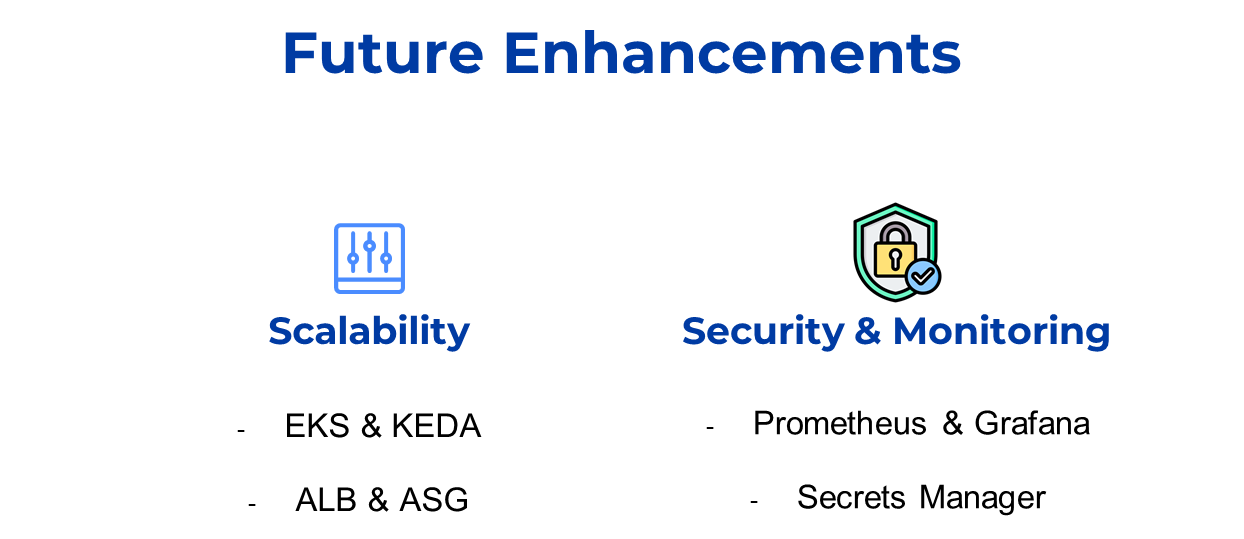 Future Enhancements
Scalability
- EKS & KEDA
- ALB & ASG
Security & Monitoring
- Prometheus & Grafana
- Secrets Manager